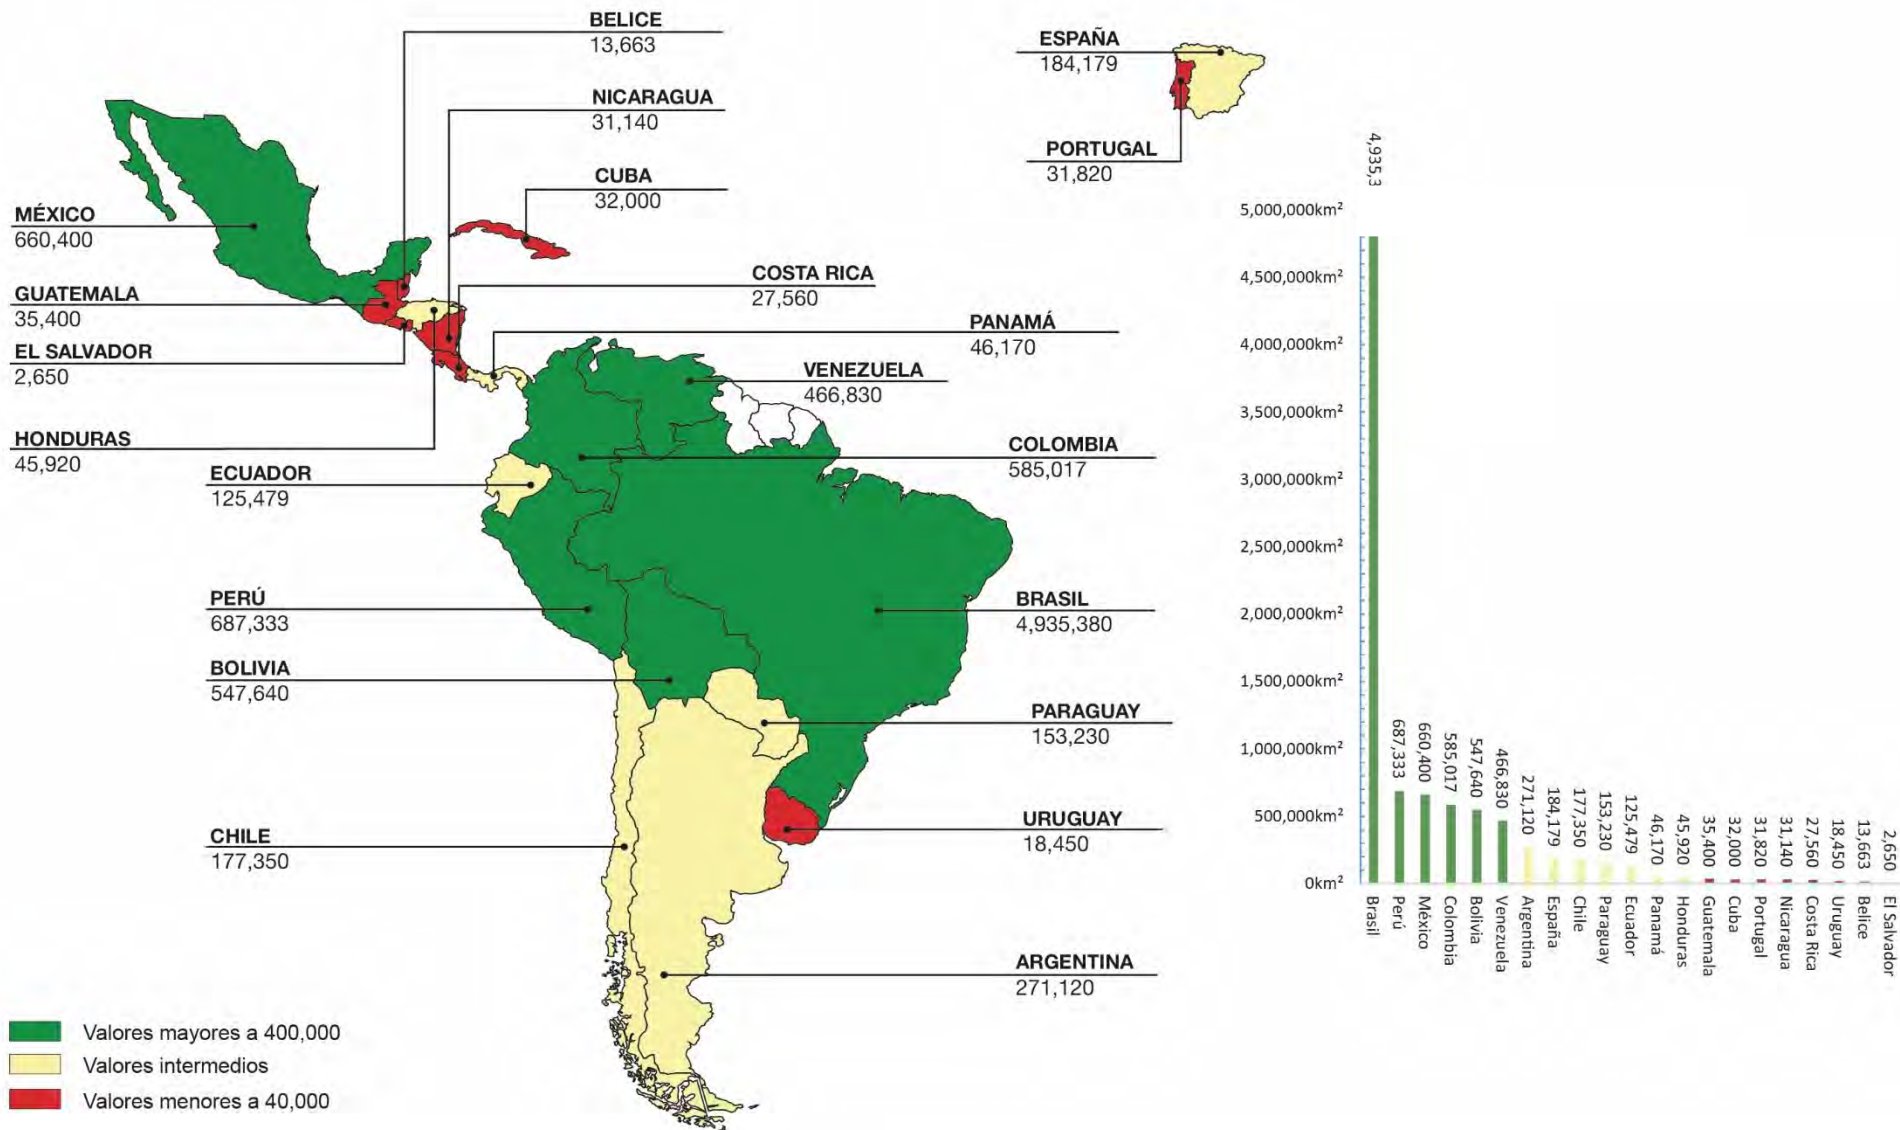 BELICE
13,663
NICARAGUA
31,140
CUBA
32,000
MÉXICO
660,400
GUATEMALA
35,400
EL SALVADOR
2,650
HONDURAS
45,920
COSTA RICA
27,560
PANAMÁ
46,170
VENEZUELA
466,830
COLOMBIA
585,017
ECUADOR
125,479
PERÚ
687,333
BRASIL
4,935,380
BOLIVIA
547,640
PARAGUAY
153,230
URUGUAY
18,450
CHILE
177,350
ARGENTINA
271,120
ESPAÑA
184,179
PORTUGAL
31,820
Valores mayores a 400,000
Valores intermedios
Valores menores a 40,000
5,000,000km²
4,500,000km²
4,000,000km²
3,500,000km²
3,000,000km²
2,500,000km²
2,000,000km²
1,500,000km²
1,000,000km²
500,000km²
0km²
4,935,3
687,333
660,400
585,017
547,640
466,830
271,120
184,179
177,350
153,230
125,479
46,170
45,920
35,400
32,000
31,820
31,140
27,560
18,450
13,663
2,650
Brasil
Perú
México
Colombia
Bolivia
Venezuela
Argentina
España
Chile
Paraguay
Ecuador
Panamá
Honduras
Guatemala
Cuba
Portugal
Nicaragua
Costa Rica
Uruguay
Belice
El Salvador